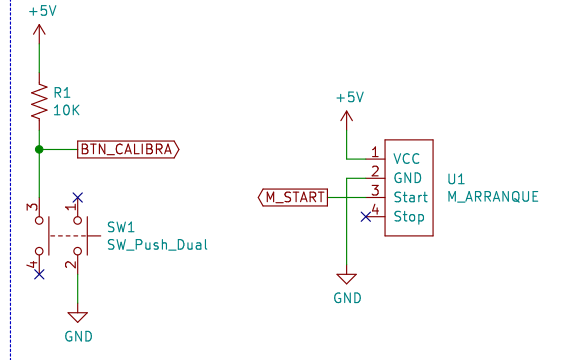 +5V
R1
10K
BTN_CALIBRA
3
1
SW1
SW_Push_Dual
4
2
GND
+5V
1
VCC
2
GND
U1
M_START
3
Start
M_ARRANQUE
4
Stop
GND